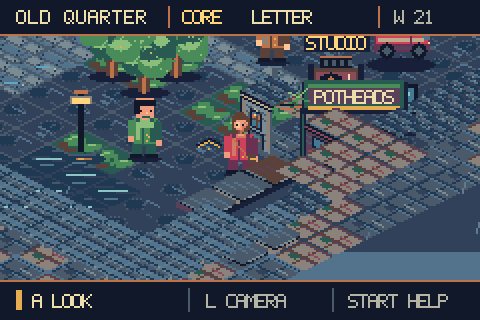 OLD QUARTER CORE LETTER W 21
STUDIO
POTHEADS
A LOOK L CAMERA START HELP